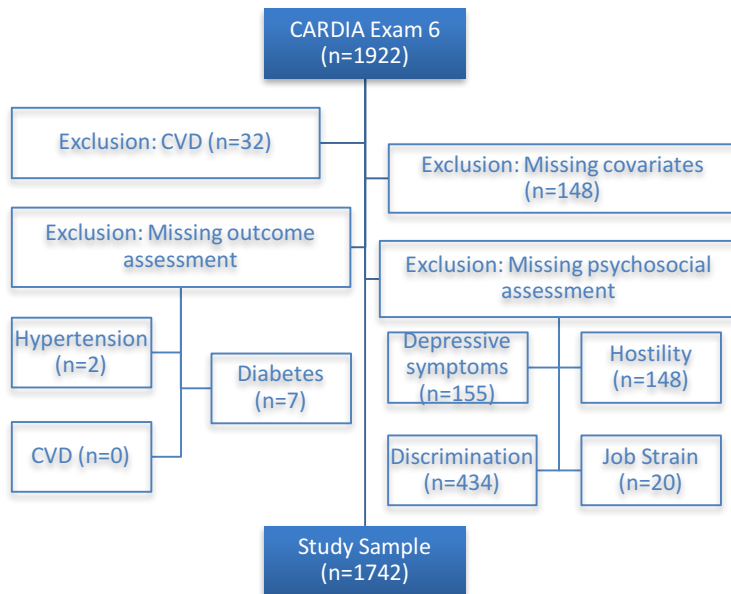 CARDIA Exam 6
(n=1922)
Exclusion: CVD (n=32)
Exclusion: Missing covariates
(n=148)
Exclusion: Missing outcome
assessment
Exclusion: Missing psychosocial
assessment
Hypertension
(n=2)
Diabetes
(n=7)
CVD (n=0)
Depressive
symptoms
(n=155)
Hostility
(n=148)
Discrimination
(n=434)
Job Strain
(n=20)
Study Sample
(n=1742)